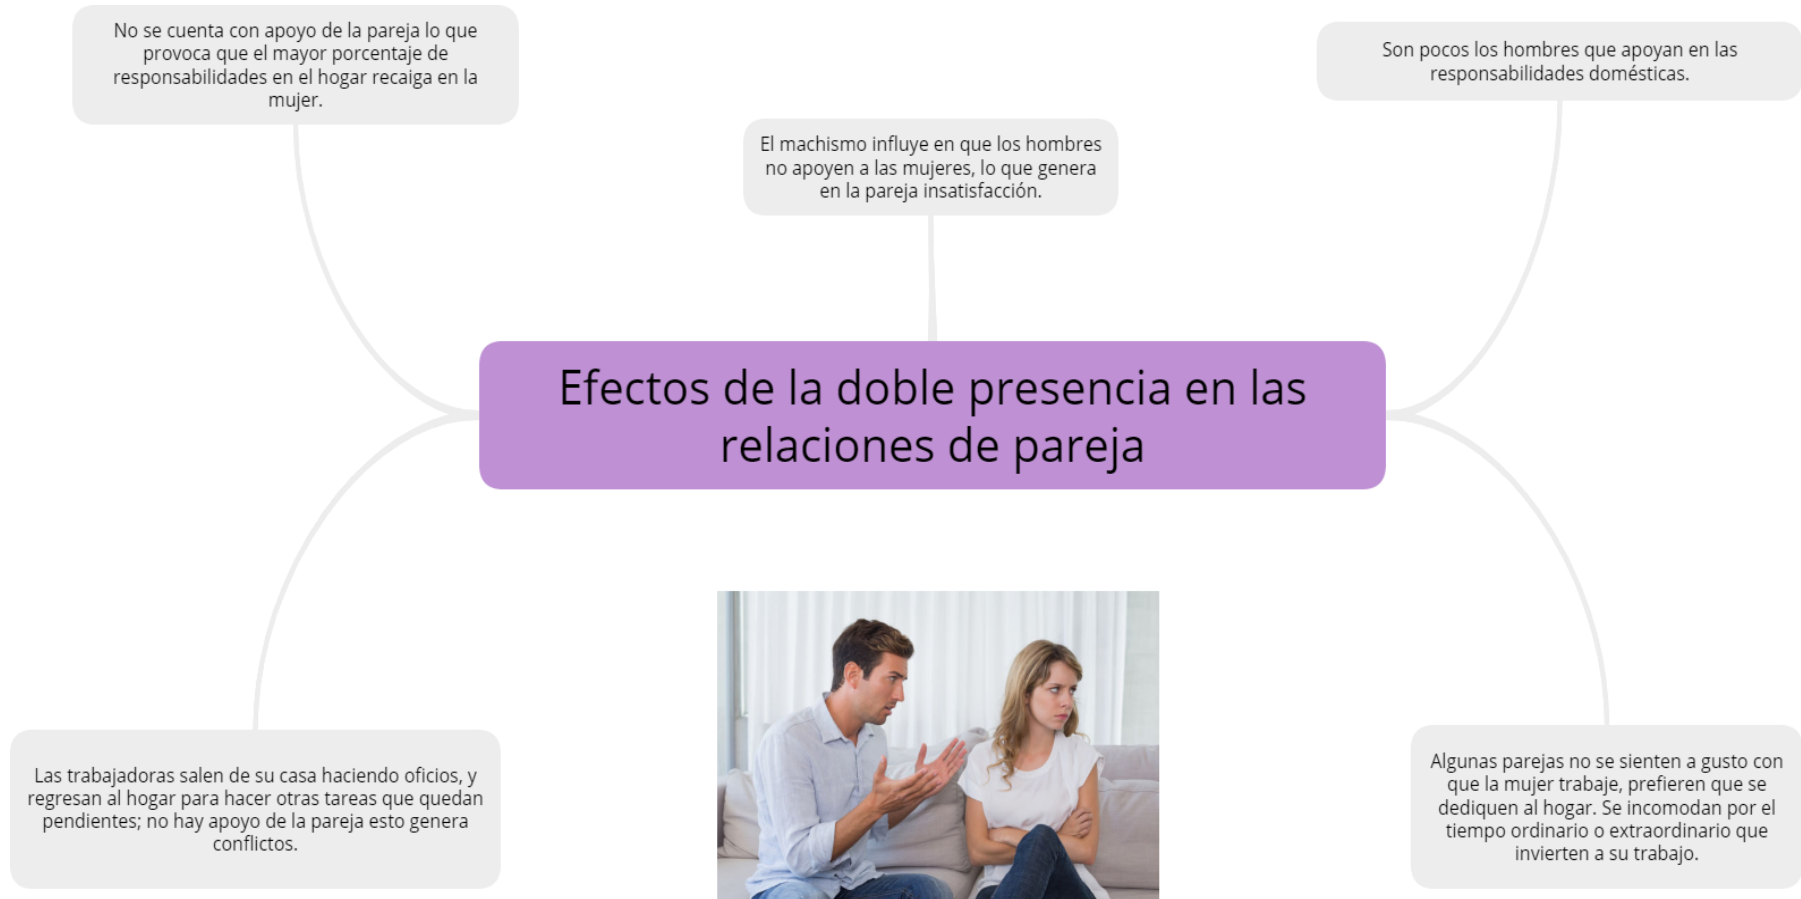 No se cuenta con apoyo de la pareja lo que
provoca que el mayor porcentaje de
responsabilidades en el hogar recaiga en la
mujer.
El machismo influye en que los hombres
no apoyen a las mujeres, lo que genera
en la pareja insatisfacción.
Son pocos los hombres que apoyan en las
responsabilidades domésticas.
Efectos de la doble presencia en las
relaciones de pareja
Las trabajadoras salen de su casa haciendo oficios, y
regresan al hogar para hacer otras tareas que quedan
pendientes; no hay apoyo de la pareja esto genera
conflictos.
Algunas parejas no se sienten a gusto con
que la mujer trabaje, prefieren que se
dediquen al hogar. Se incomodan por el
tiempo ordinario o extraordinario que
invierten a su trabajo.